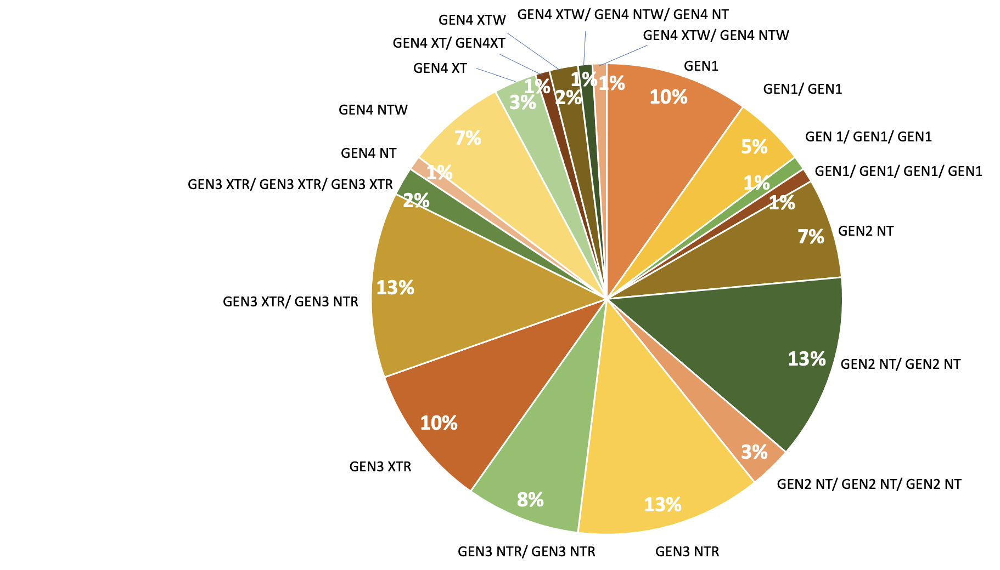 GEN4 XTW/ GEN4 NTW/ GEN4 NT
GEN4 XTW
GEN4 XTW/ GEN4 NTW
GEN4 XT/ GEN4XT
GEN1
GEN4 XT
1%
1%
1%
GEN1/ GEN1
10%
2%
3%
GEN4 NTW
GEN 1/ GEN1/ GEN1
7%
5%
GEN4 NT
GEN1/ GEN1/ GEN1/ GEN1
1%
1%
GEN3 XTR/ GEN3 XTR/ GEN3 XTR
2%
1%
GEN2 NT
7%
13%
GEN3 XTR/ GEN3 NTR
13%
GEN2 NT/ GEN2 NT
10%
3%
GEN3 XTR
GEN2 NT/ GEN2 NT/ GEN2 NT
8%
13%
GEN3 NTR/ GEN3 NTR
GEN3 NTR